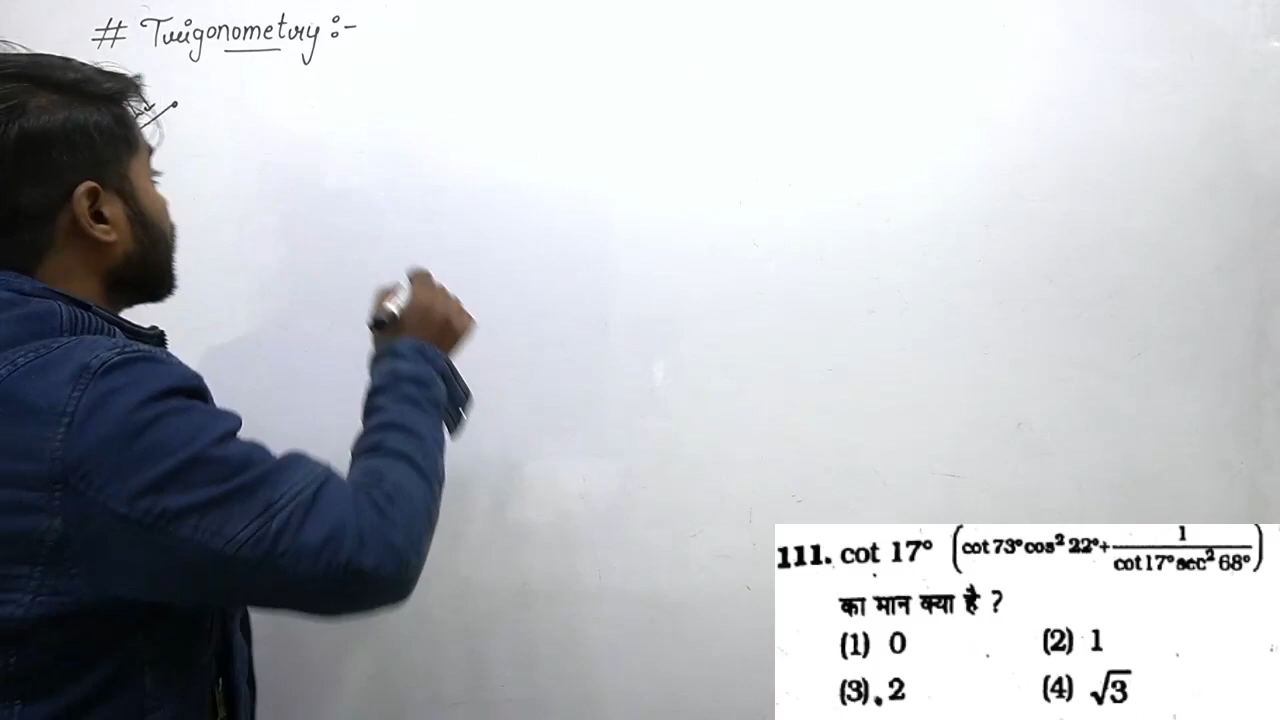 # Trigonometry :-
111. cot 17° (cot 73° cos² 22° + 1/(cot 17° sec² 68°))
का मान क्या है ?
(1) 0 (2) 1
(3) 2 (4) √3